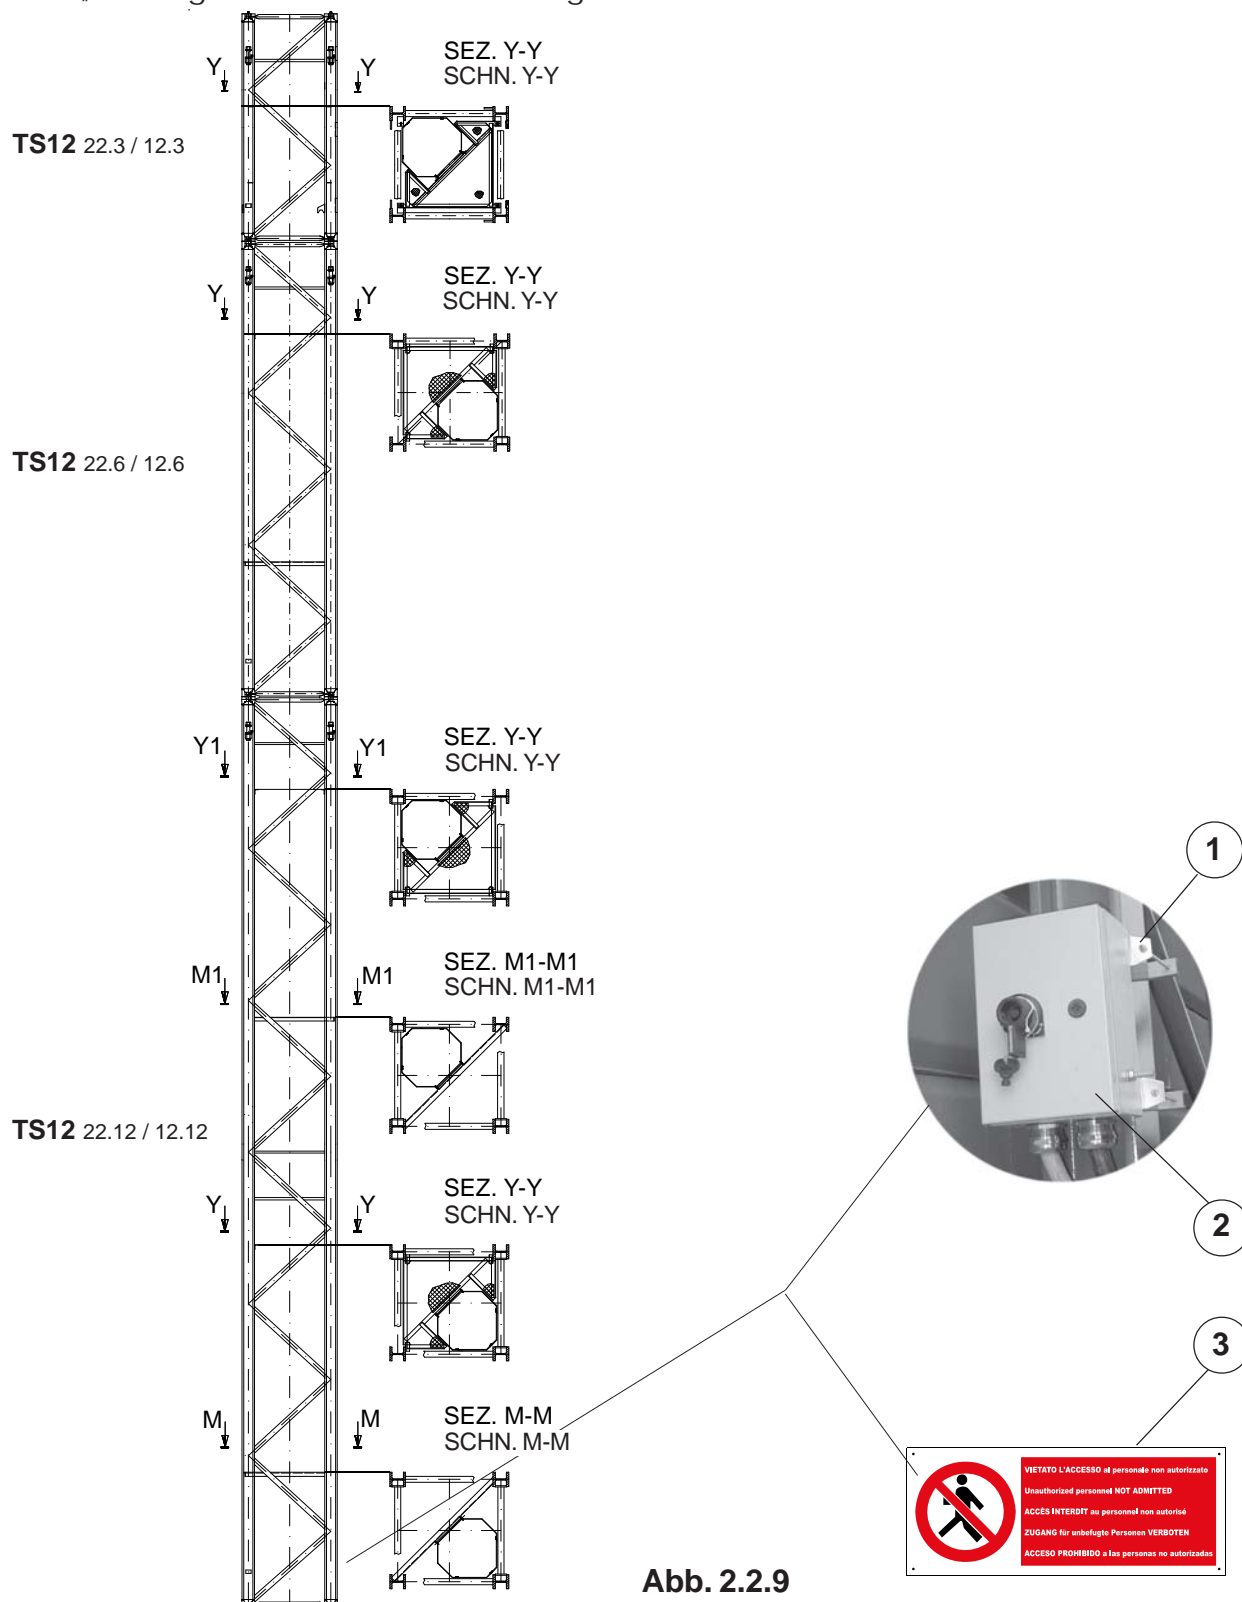 SEZ. Y-Y
SCHN. Y-Y
Y Y
TS12 22.3 / 12.3
SEZ. Y-Y
SCHN. Y-Y
Y Y
TS12 22.6 / 12.6
SEZ. Y-Y
SCHN. Y-Y
Y1 Y1
1
SEZ. M1-M1
SCHN. M1-M1
M1 M1
TS12 22.12 / 12.12
SEZ. Y-Y
SCHN. Y-Y
Y Y
2
3
SEZ. M-M
SCHN. M-M
M M
VIETATO L'ACCESSO al personale non autorizzato
Unauthorized personnel NOT ADMITTED
ACCÈS INTERDIT au personnel non autorisé
ZUGANG für unbefugte Personen VERBOTEN
ACCESO PROHIBIDO a las personas no autorizadas
Abb. 2.2.9